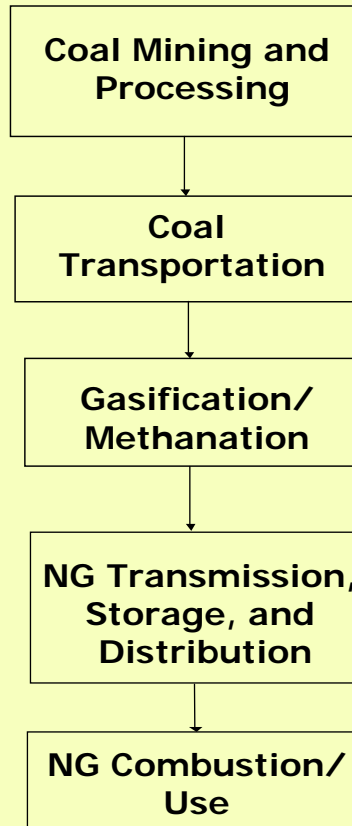 Coal Mining and
Processing
Coal
Transportation
Gasification/
Methanation
NG Transmission,
Storage, and
Distribution
NG Combustion/
Use